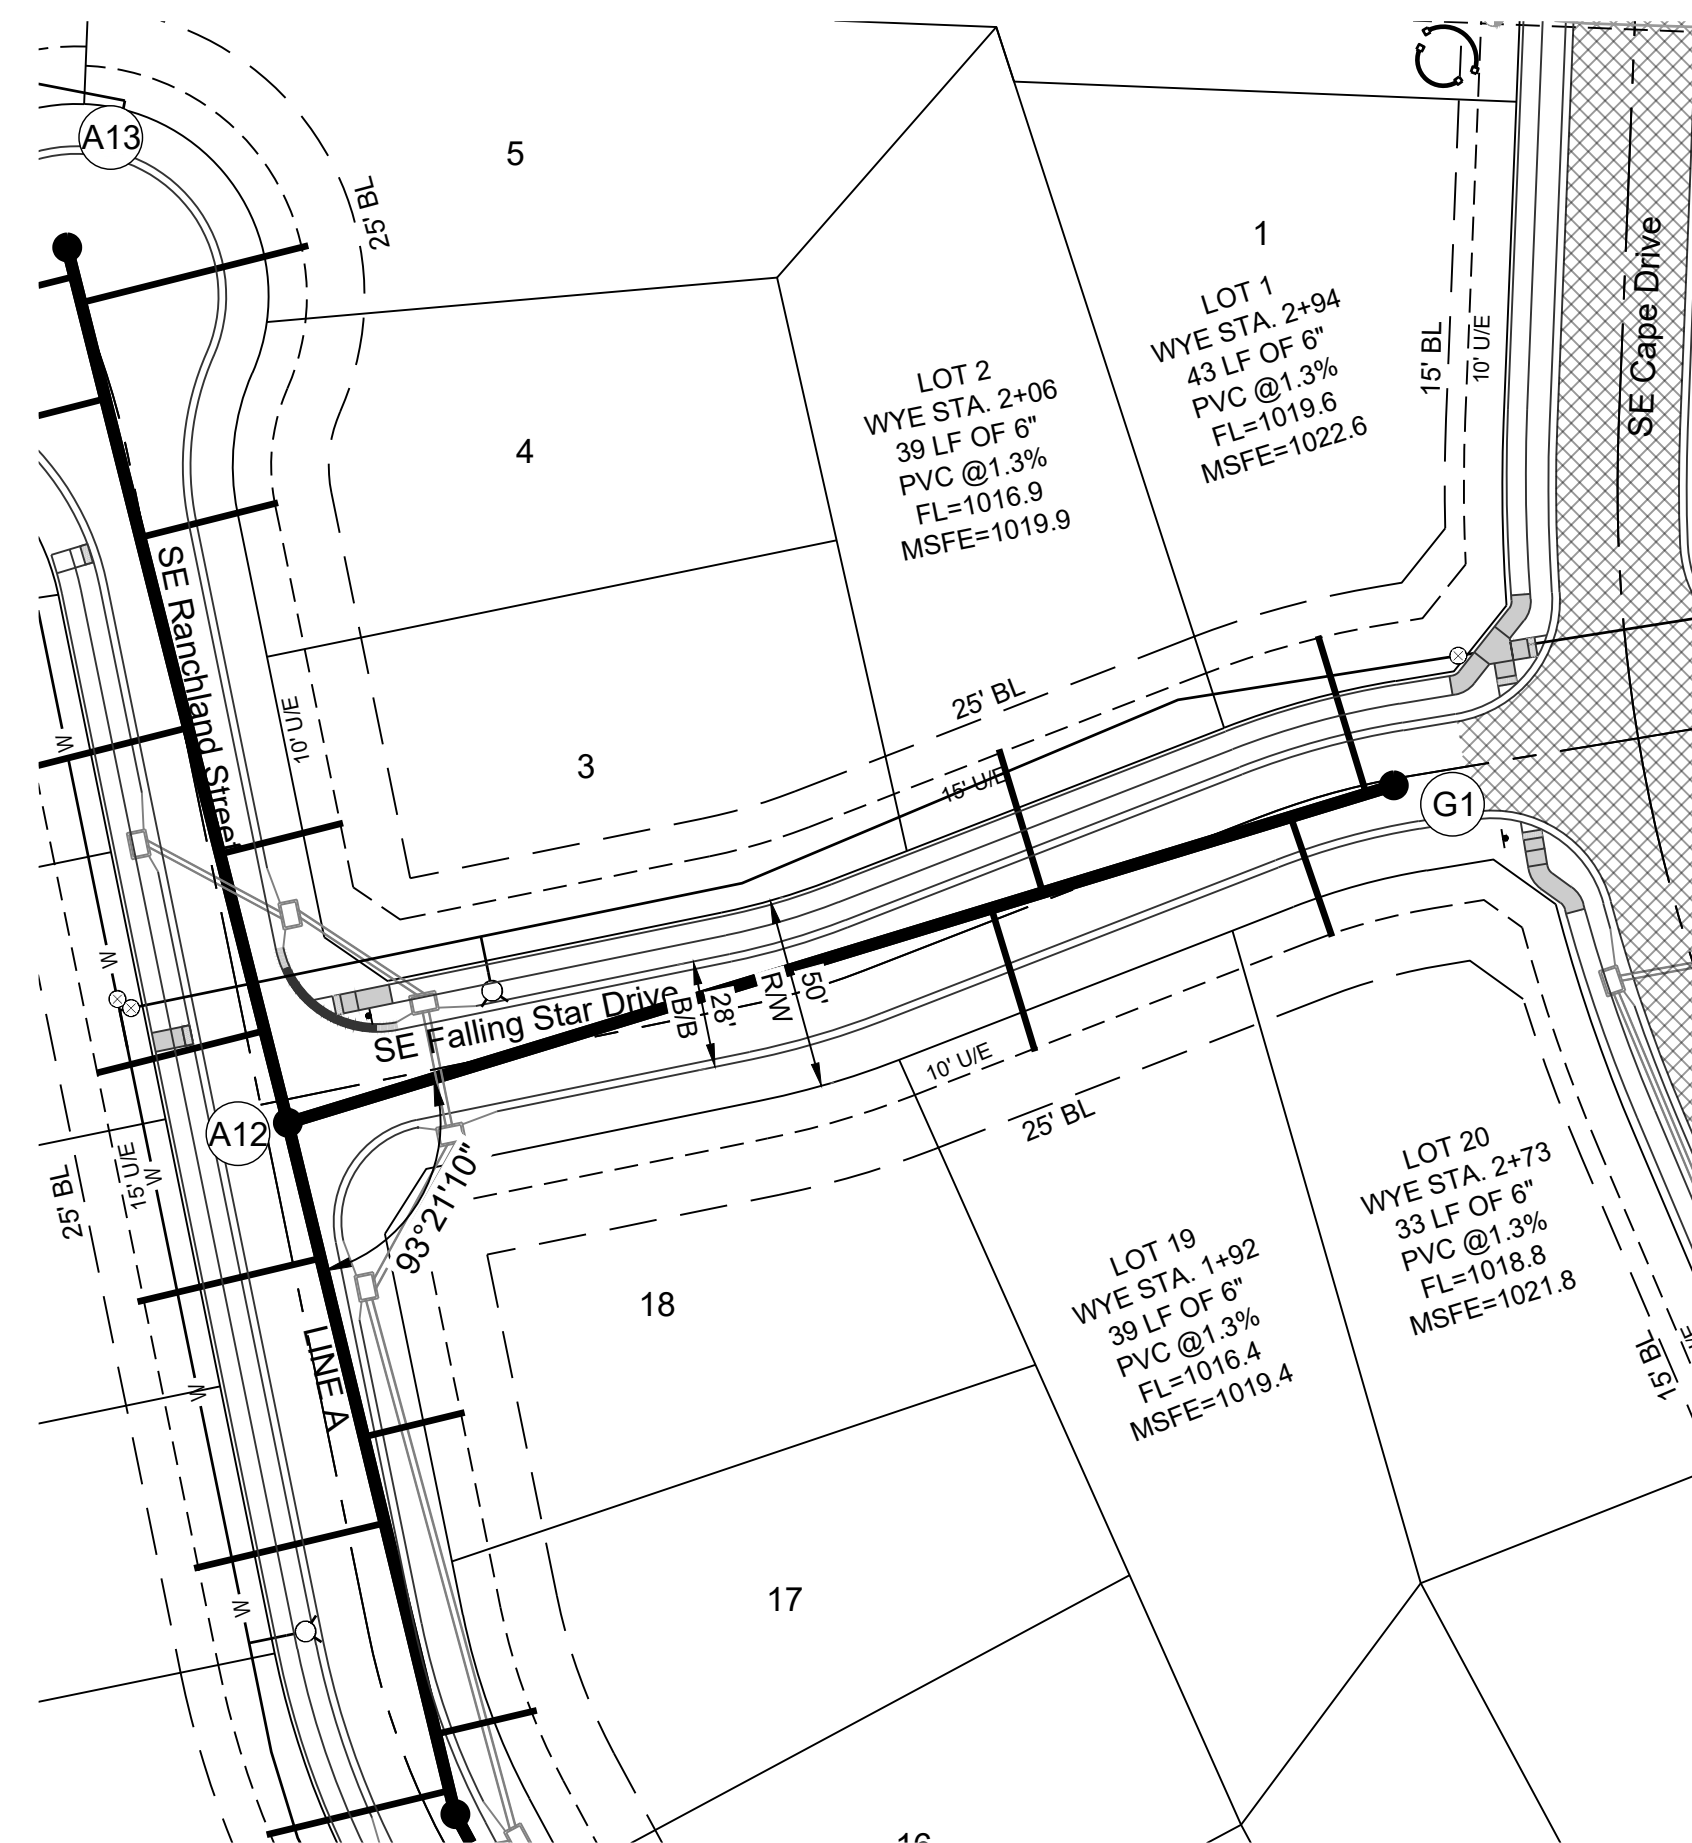 A13
5
25' BL
1
LOT 1
WYE STA. 2+94
43 LF OF 6"
PVC @1.3%
FL=1019.6
MSFE=1022.6
15' BL
10' U/E
SE Cape Drive
LOT 2
WYE STA. 2+06
39 LF OF 6"
PVC @1.3%
FL=1016.9
MSFE=1019.9
4
SE Ranchland Street
10' U/E
25' BL
3
15' U/E
W
G1
W
SE Falling Star Drive
28'
B/B
50'
R/W
10' U/E
25' BL
A12
93°21'10"
25' BL
15' U/E
W
LOT 20
WYE STA. 2+73
33 LF OF 6"
PVC @1.3%
FL=1018.8
MSFE=1021.8
LOT 19
WYE STA. 1+92
39 LF OF 6"
PVC @1.3%
FL=1016.4
MSFE=1019.4
18
LINE A
W
15' BL
17
W